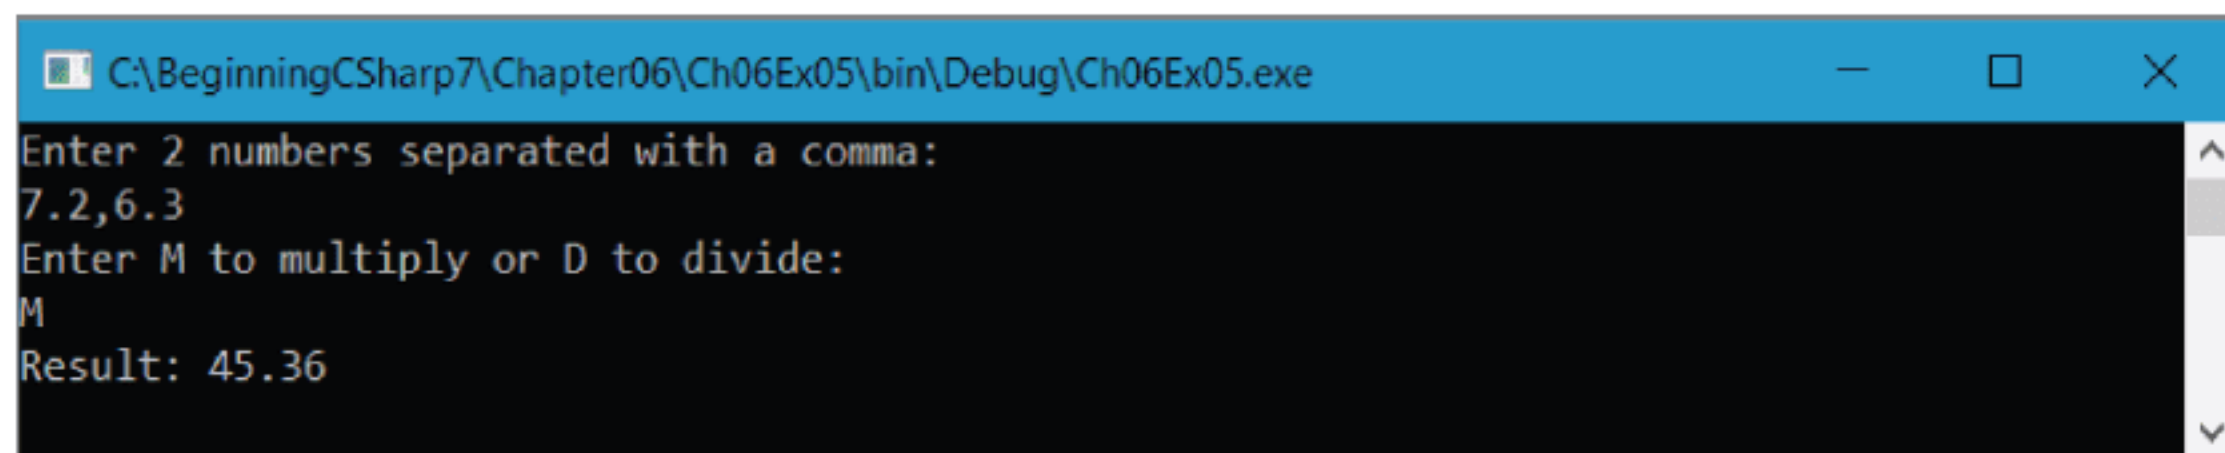 C:\BeginningCSharp7\Chapter06\Ch06Ex05\bin\Debug\Ch06Ex05.exe
Enter 2 numbers separated with a comma:
7.2,6.3
Enter M to multiply or D to divide:
M
Result: 45.36